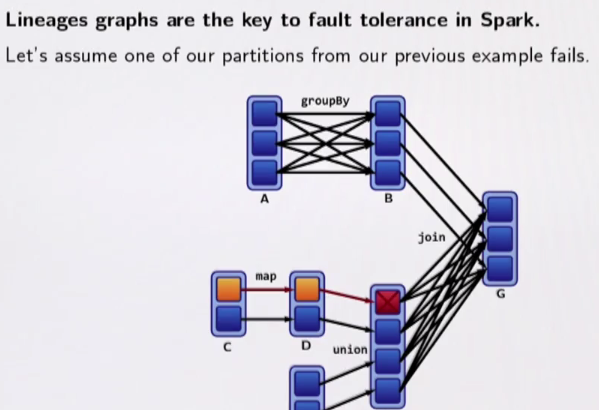 Lineages graphs are the key to fault tolerance in Spark.
Let's assume one of our partitions from our previous example fails.
groupBy
A
B
join
G
map
C
D
union